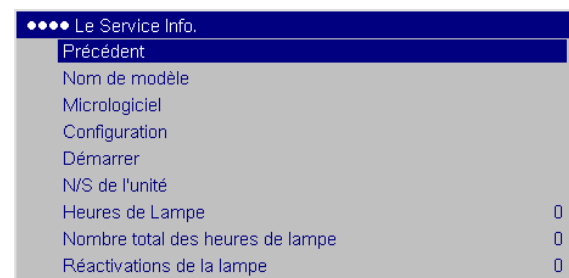 •••• Le Service Info.
Précédent
Nom de modèle
Micrologiciel
Configuration
Démarrer
N/S de l'unité
Heures de Lampe 0
Nombre total des heures de lampe 0
Réactivations de la lampe 0